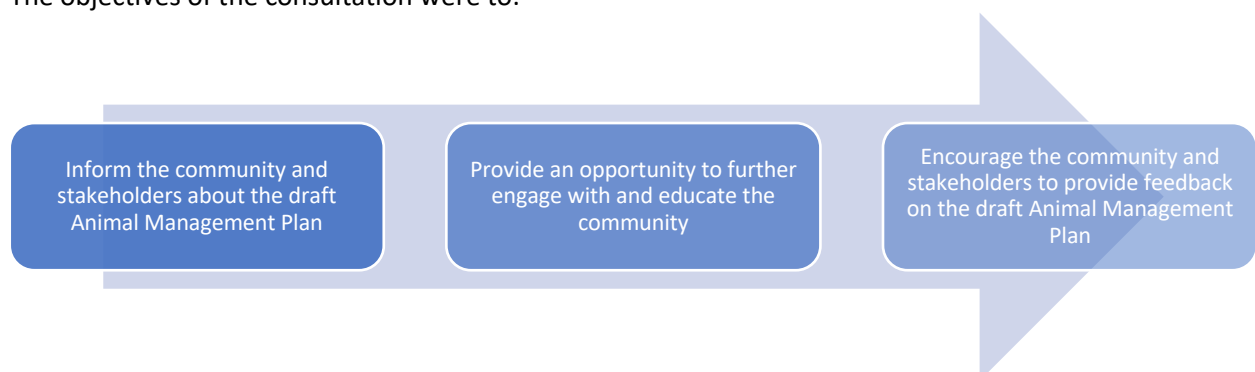 The objectives of the consultation were to:
Inform the community and
stakeholders about the draft
Animal Management Plan
Provide an opportunity to further
engage with and educate the
community
Encourage the community and
stakeholders to provide feedback
on the draft Animal Management
Plan